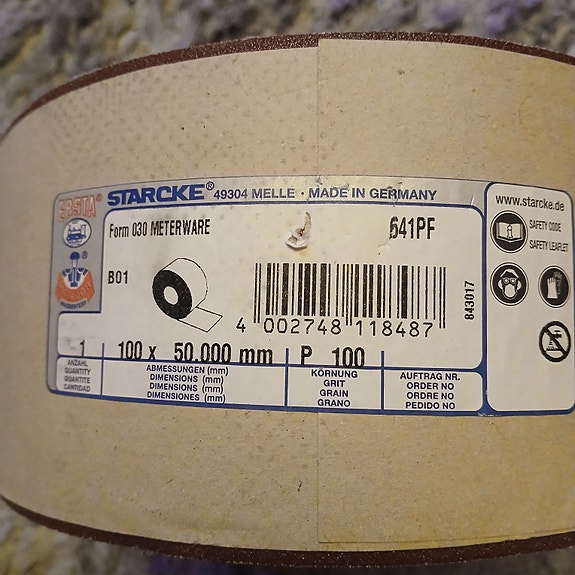 ERSTA
STARCKE® 49304 MELLE · MADE IN GERMANY
Form 030 METERWARE
641PF
B01
4 002748 118487
843017
1
100 x 50.000 mm
P 100
ANZAHL
QUANTITY
QUANTITE
CANTIDAD
ABMESSUNGEN (mm)
DIMENSIONS (mm)
DIMENSIONS (mm)
DIMENSIONES (mm)
KÖRNUNG
GRIT
GRAIN
GRANO
AUFTRAG NR.
ORDER NO
ORDRE NO
PEDIDO NO
www.starcke.de
SAFETY CODE
SAFETY LEAFLET